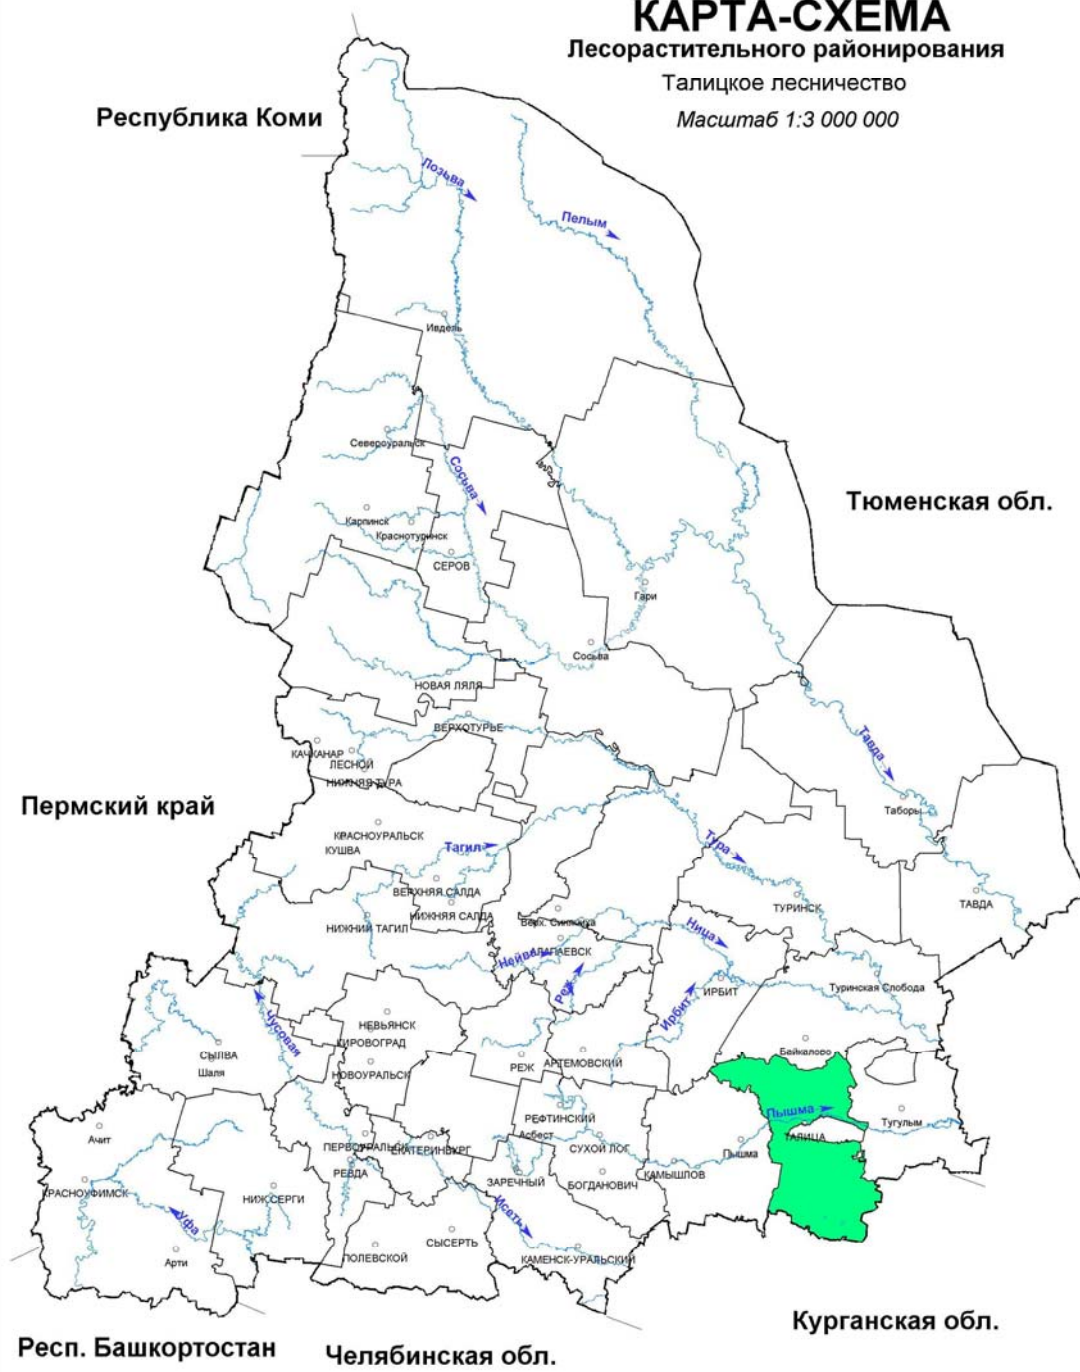 КАРТА-СХЕМА
Лесорастительного районирования
Талицкое лесничество
Масштаб 1:3 000 000
Республика Коми
Лозьва
Пелым
Ивдель
Североуральск
Сосьва
Тюменская обл.
Карпинск
Краснотурьинск
СЕРОВ
Гари
Сосьва
НОВАЯ ЛЯЛЯ
ВЕРХОТУРЬЕ
Тавда
КАЧКАНАР
ЛЕСНОЙ
НИЖНЯЯ ТУРА
Пермский край
Таборы
КРАСНОУРАЛЬСК
КУШВА
Тагил
Тура
ВЕРХНЯЯ САЛДА
НИЖНЯЯ САЛДА
ТУРИНСК
ТАВДА
НИЖНИЙ ТАГИЛ
Верх. Синячиха
Ница
АЛАПАЕВСК
Нейва
Реж
Ирбит
ИРБИТ
Туринская Слобода
Чусовая
НЕВЬЯНСК
КИРОВОГРАД
Байкалово
СЫЛВА
Шаля
НОВОУРАЛЬСК
РЕЖ
АРТЕМОВСКИЙ
Пышма
РЕФТИНСКИЙ
Тугулым
Ачит
Асбест
ТАЛИЦА
ПЕРВОУРАЛЬСК
ЕКАТЕРИНБУРГ
СУХОЙ ЛОГ
Пышма
РЕВДА
ЗАРЕЧНЫЙ
БОГДАНОВИЧ
КАМЫШЛОВ
КРАСНОУФИМСК
НИЖ.СЕРГИ
Уфа
Исеть
СЫСЕРТЬ
Арти
ПОЛЕВСКОЙ
КАМЕНСК-УРАЛЬСКИЙ
Курганская обл.
Респ. Башкортостан
Челябинская обл.